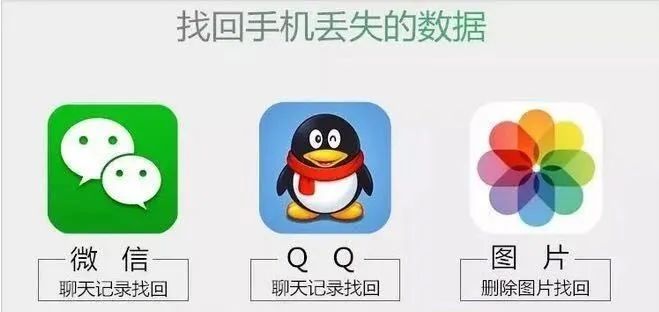 找回手机丢失的数据
微 信
聊天记录找回
Q Q
聊天记录找回
图 片
删除图片找回